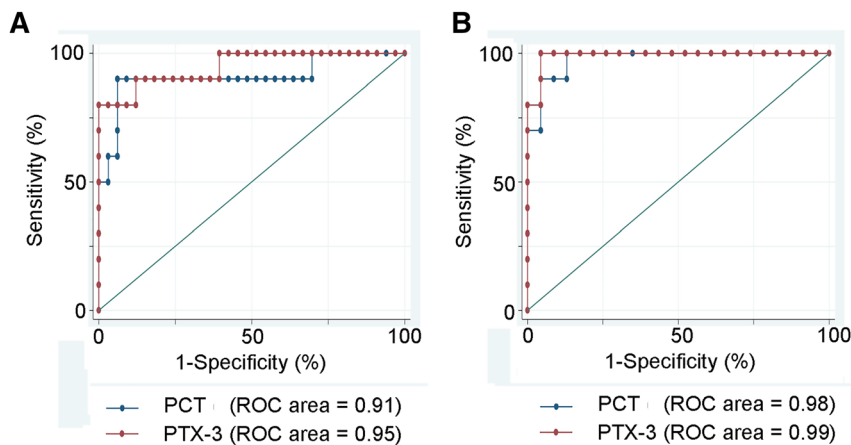 A
100
50
0
Sensitivity (%)
0 50 100
1-Specificity (%)
PCT (ROC area = 0.91)
PTX-3 (ROC area = 0.95)
B
100
50
0
Sensitivity (%)
0 50 100
1-Specificity (%)
PCT (ROC area = 0.98)
PTX-3 (ROC area = 0.99)